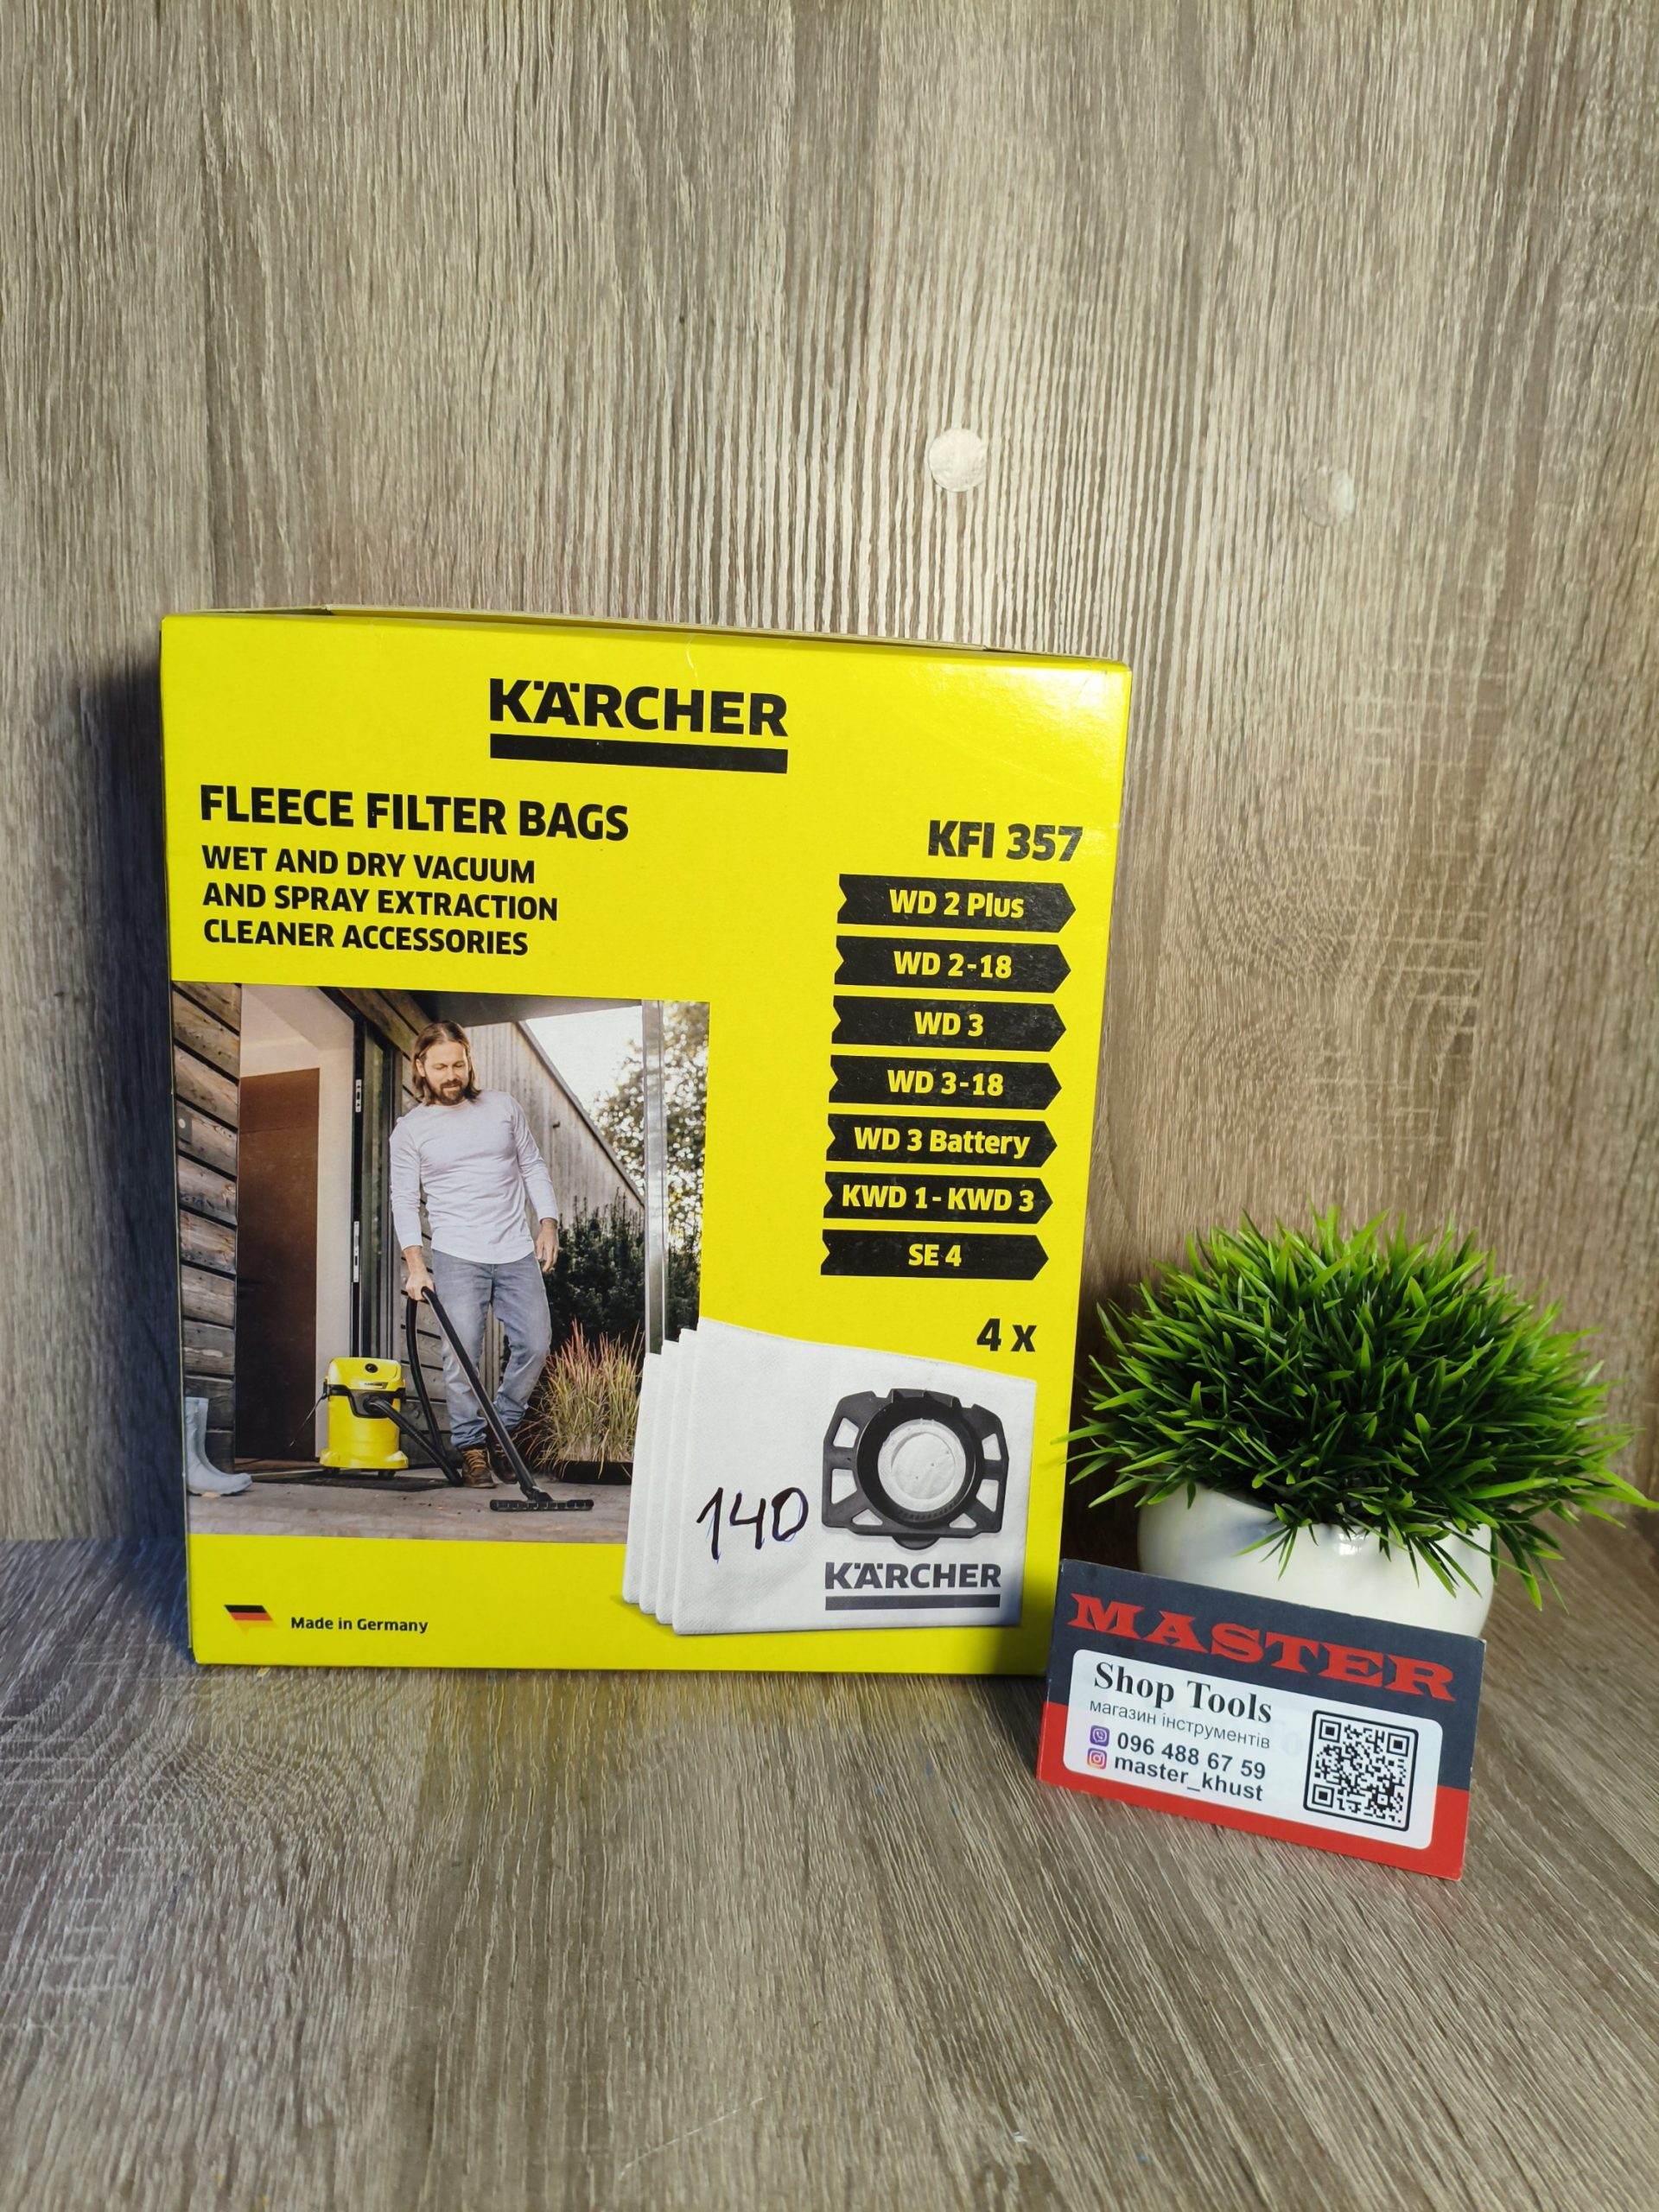 KÄRCHER
FLEECE FILTER BAGS
WET AND DRY VACUUM
AND SPRAY EXTRACTION
CLEANER ACCESSORIES
KFI 357
WD 2 Plus
WD 2-18
WD 3
WD 3-18
WD 3 Battery
KWD 1 - KWD 3
SE 4
4 x
140
KÄRCHER
Made in Germany
MASTER
Shop Tools
магазин інструментів
096 488 67 59
master_khust